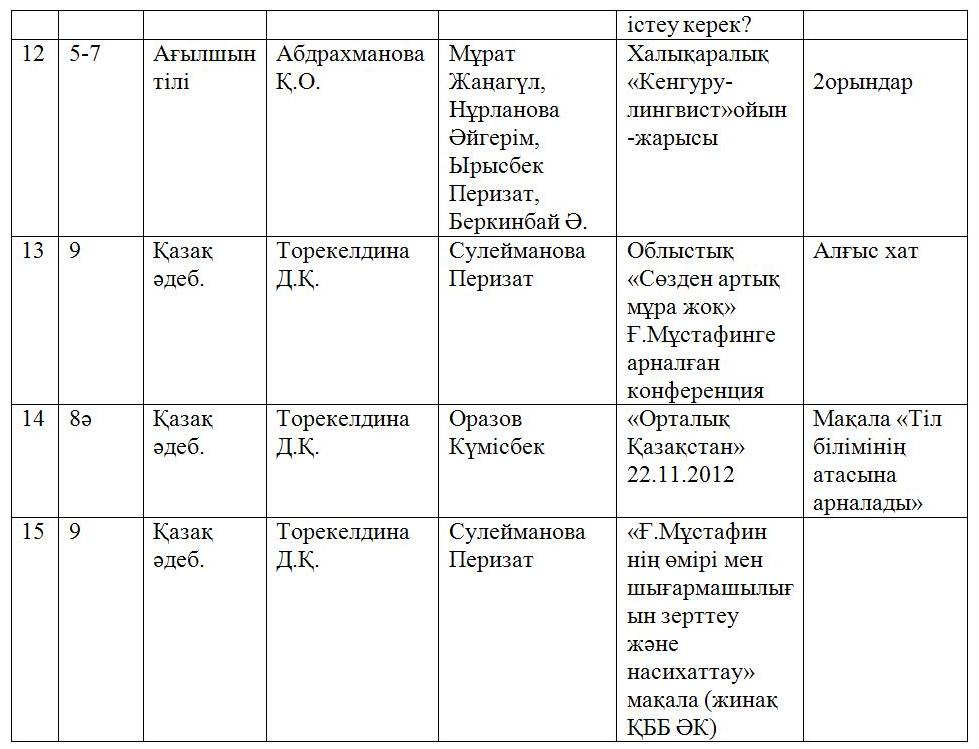 істеу керек?
12 5-7 Ағылшын Абдрахманова Мұрат Халықаралық
тілі Қ.О. Жаңагүл, «Кенгуру- 2орындар
Нұрланова лингвист»ойын
Әйгерім, -жарысы
Ырысбек
Перизат,
Беркинбай Ә.
13 9 Қазақ Торекелдина Сулейманова Облыстық Алғыс хат
әдеб. Д.Қ. Перизат «Сөзден артық
мұра жоқ»
Ғ.Мұстафинге
арналған
конференция
14 8ә Қазақ Торекелдина Оразов «Орталық Мақала «Тіл
әдеб. Д.Қ. Күмісбек Қазақстан» білімінің
22.11.2012 атасына
арналады»
15 9 Қазақ Торекелдина Сулейманова «Ғ.Мұстафин
әдеб. Д.Қ. Перизат нің өмірі мен
шығармашылығ
ын зерттеу
және
насихаттау»
мақала (жинақ
ҚББ ӘК)